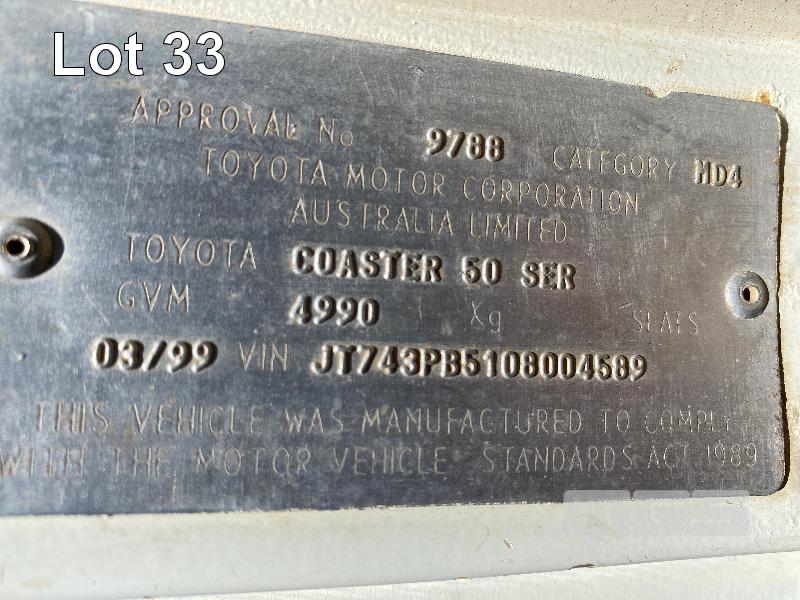 Lot 33
APPROVAL No 9788 CATEGORY MD4
TOYOTA MOTOR CORPORATION
AUSTRALIA LIMITED
TOYOTA COASTER 50 SER
GVM 4990 Kg SEATS
03/99 VIN JT743PB5108004589
THIS VEHICLE WAS MANUFACTURED TO COMPLY
WITH THE MOTOR VEHICLE STANDARDS ACT 1989